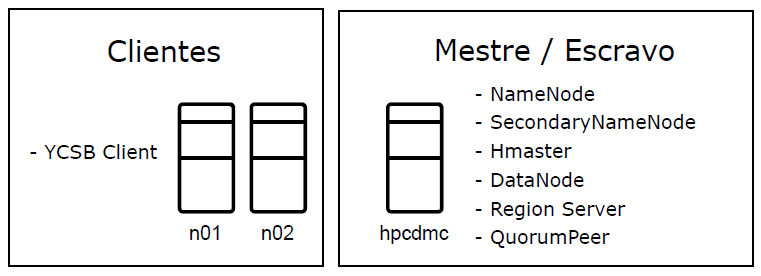 Clientes
- YCSB Client
n01
n02
Mestre / Escravo
- NameNode
- SecondaryNameNode
- Hmaster
- DataNode
- Region Server
- QuorumPeer
hpcdmc